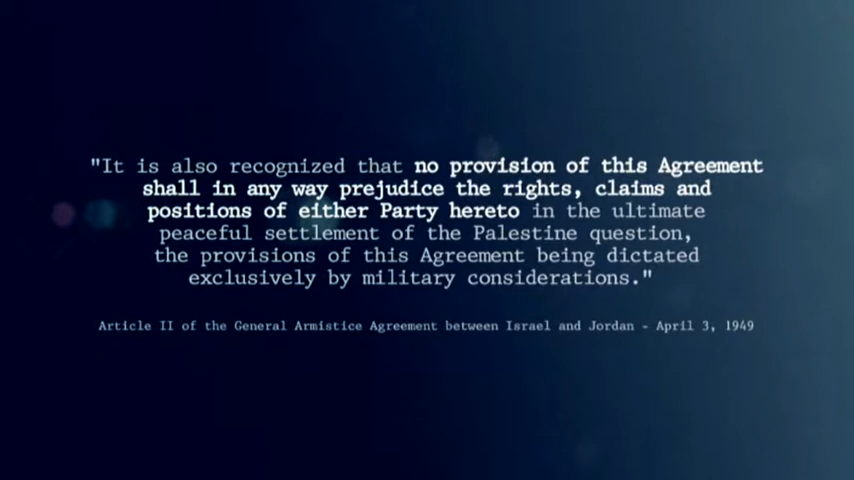 "It is also recognized that no provision of this Agreement
shall in any way prejudice the rights, claims and
positions of either Party hereto in the ultimate
peaceful settlement of the Palestine question,
the provisions of this Agreement being dictated
exclusively by military considerations."
Article II of the General Armistice Agreement between Israel and Jordan - April 3, 1949